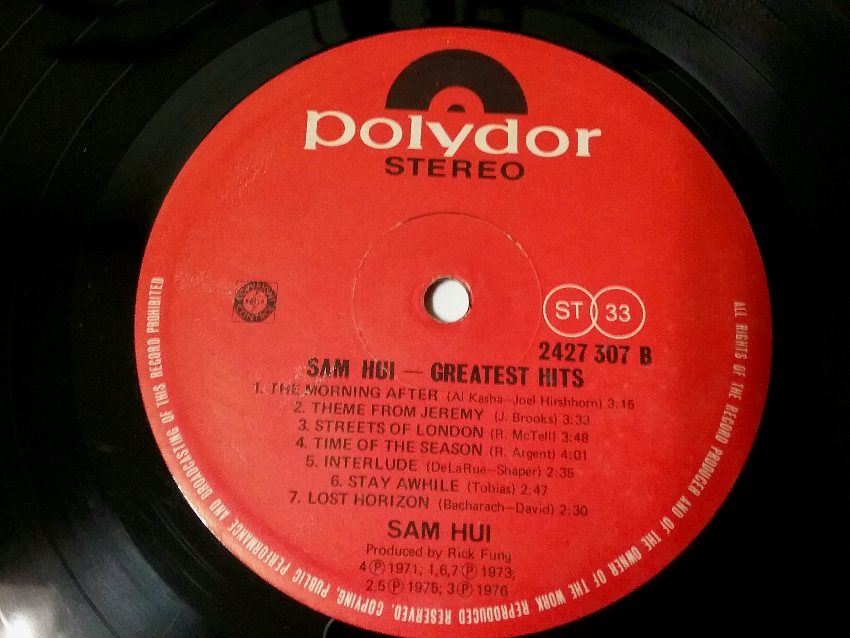 polydor
STEREO
ST 33
2427 307 B
SAM HUI — GREATEST HITS
1. THE MORNING AFTER (Al Kasha—Joel Hirshhorn) 3:15
2. THEME FROM JEREMY (J. Brooks) 3:33
3. STREETS OF LONDON (R. McTell) 3:48
4. TIME OF THE SEASON (R. Argent) 4:01
5. INTERLUDE (DeLaRue—Shaper) 2:35
6. STAY AWHILE (Tobias) 2:47
7. LOST HORIZON (Bacharach—David) 2:30
SAM HUI
Produced by Rick Fung
4 Ⓟ 1971; 1,6,7 Ⓟ 1973;
2.5 Ⓟ 1975; 3 Ⓟ 1976
ALL RIGHTS OF THE RECORD PRODUCER AND OF THE OWNER OF THE WORK REPRODUCED RESERVED. COPYING, PUBLIC PERFORMANCE AND BROADCASTING OF THIS RECORD PROHIBITED